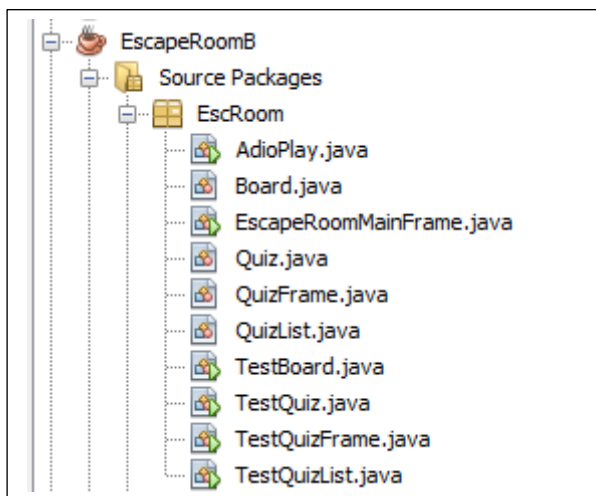 EscapeRoomB
Source Packages
EscRoom
AdioPlay.java
Board.java
EscapeRoomMainFrame.java
Quiz.java
QuizFrame.java
QuizList.java
TestBoard.java
TestQuiz.java
TestQuizFrame.java
TestQuizList.java